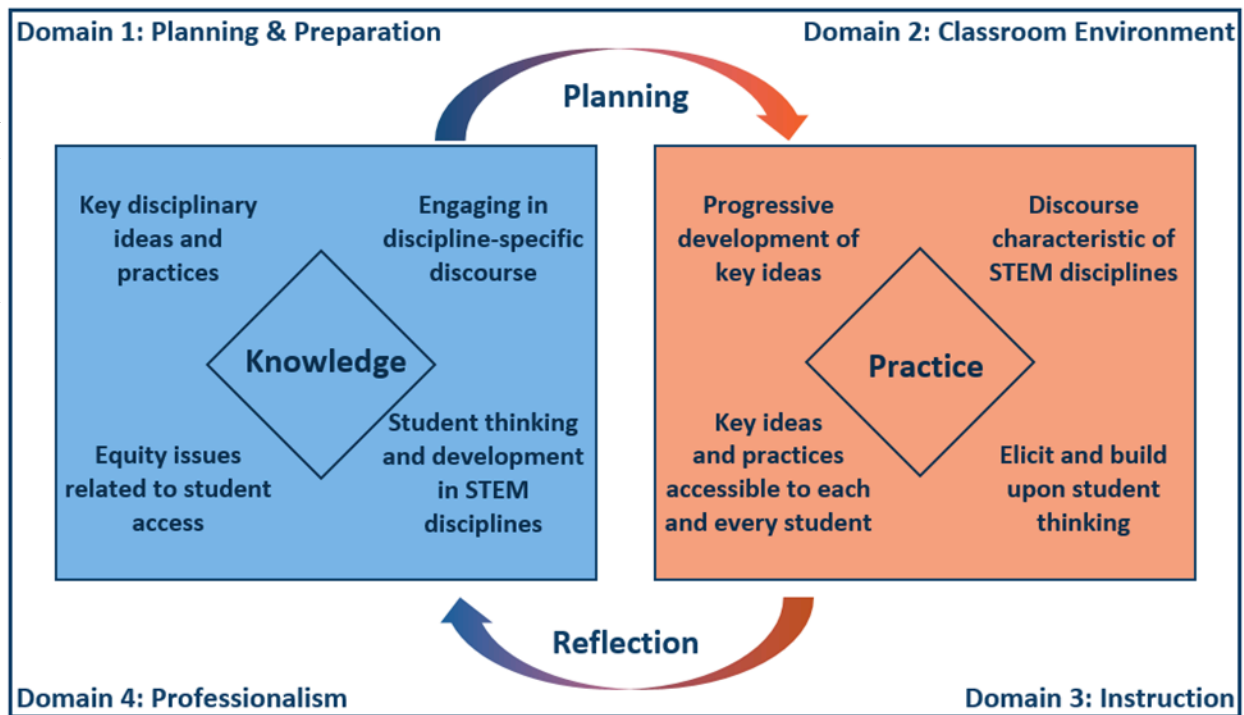 Domain 1: Planning & Preparation
Domain 2: Classroom Environment
Planning
Key disciplinary
ideas and
practices
Engaging in
discipline-specific
discourse
Knowledge
Equity issues
related to student
access
Student thinking
and development
in STEM
disciplines
Progressive
development of
key ideas
Discourse
characteristic of
STEM disciplines
Practice
Key ideas
and practices
accessible to each
and every student
Elicit and build
upon student
thinking
Reflection
Domain 4: Professionalism
Domain 3: Instruction